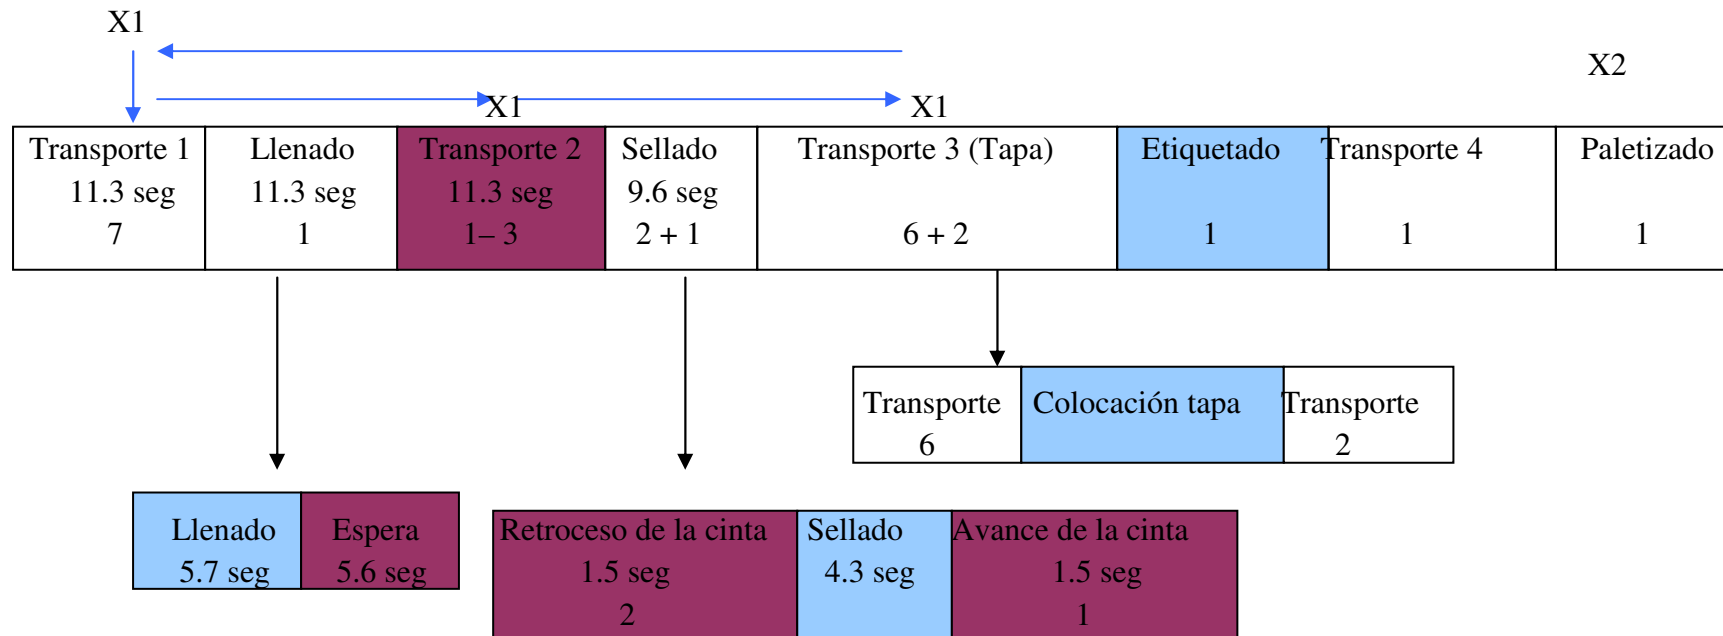 X1
X2
X1 X1
Transporte 1 Llenado Transporte 2 Sellado Transporte 3 (Tapa) Etiquetado Transporte 4 Paletizado
11.3 seg 11.3 seg 11.3 seg 9.6 seg
7 1 1– 3 2 + 1 6 + 2 1 1 1
Transporte Colocación tapa Transporte
6 2
Llenado Espera
5.7 seg 5.6 seg
Retroceso de la cinta Sellado Avance de la cinta
1.5 seg 4.3 seg 1.5 seg
2 1